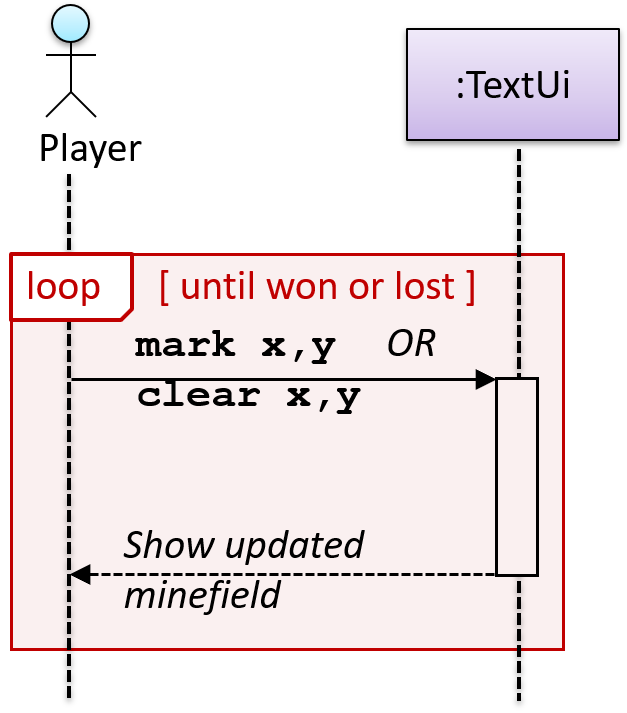 Player
:TextUi
loop [ until won or lost ]
mark x,y OR
clear x,y
Show updated
minefield